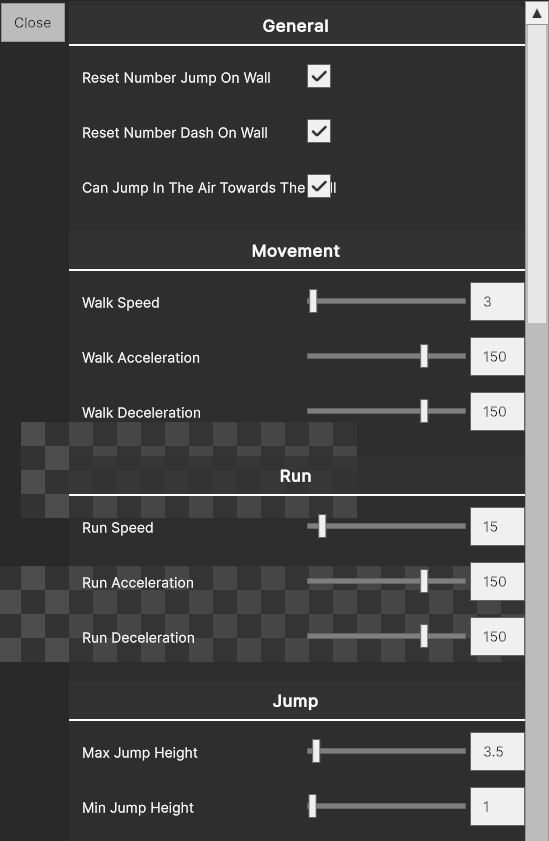 Close
General
Reset Number Jump On Wall
Reset Number Dash On Wall
Can Jump In The Air Towards The ll
Movement
Walk Speed 3
Walk Acceleration 150
Walk Deceleration 150
Run
Run Speed 15
Run Acceleration 150
Run Deceleration 150
Jump
Max Jump Height 3.5
Min Jump Height 1